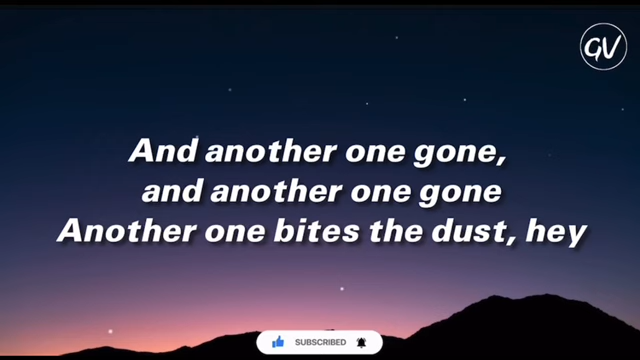 GV
And another one gone,
and another one gone
Another one bites the dust, hey
SUBSCRIBED